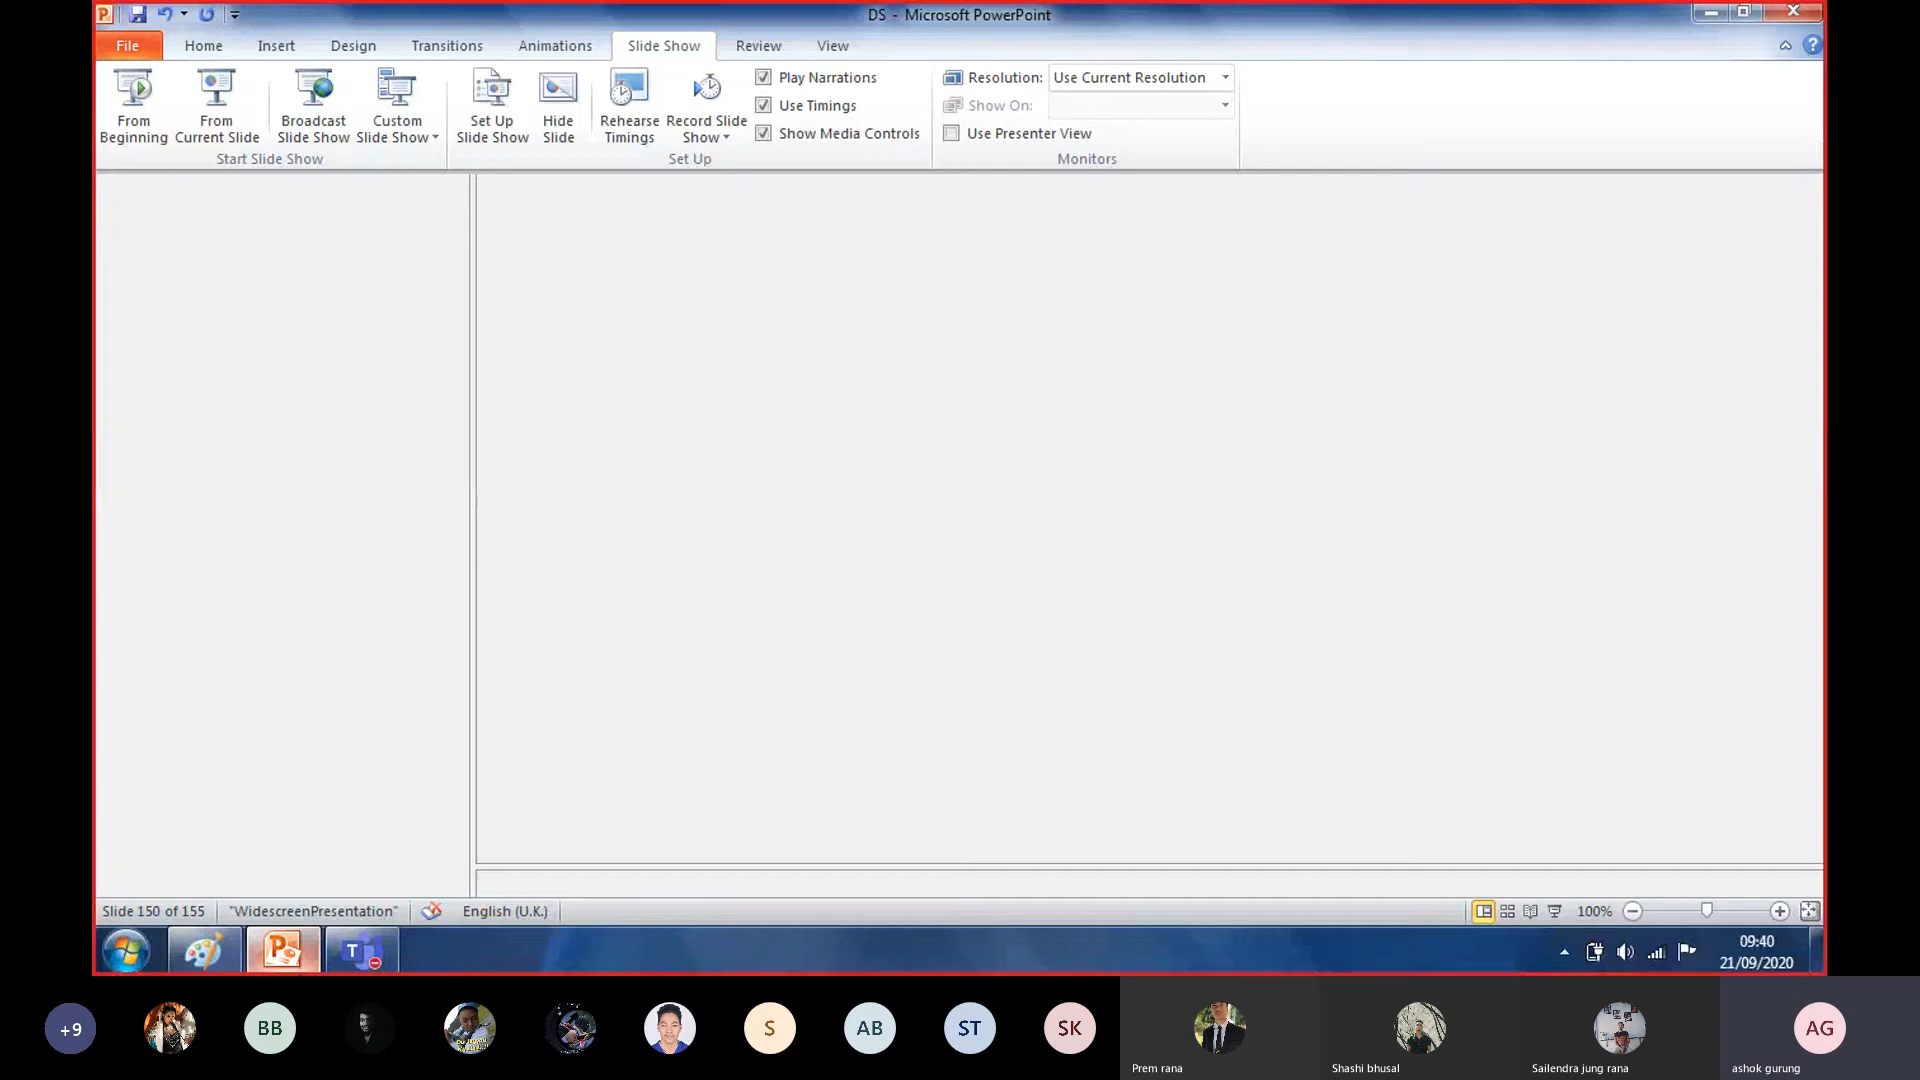 DS - Microsoft PowerPoint
File Home Insert Design Transitions Animations Slide Show Review View
From Beginning
From Current Slide
Broadcast Slide Show
Custom Slide Show
Start Slide Show
Set Up Slide Show
Hide Slide
Rehearse Timings
Record Slide Show
Play Narrations
Use Timings
Show Media Controls
Set Up
Resolution: Use Current Resolution
Show On:
Use Presenter View
Monitors
Slide 150 of 155 "WidescreenPresentation" English (U.K.) 100%
09:40
21/09/2020
+9 BB S AB ST SK AG
Prem rana Shashi bhusal Sailendra jung rana ashok gurung